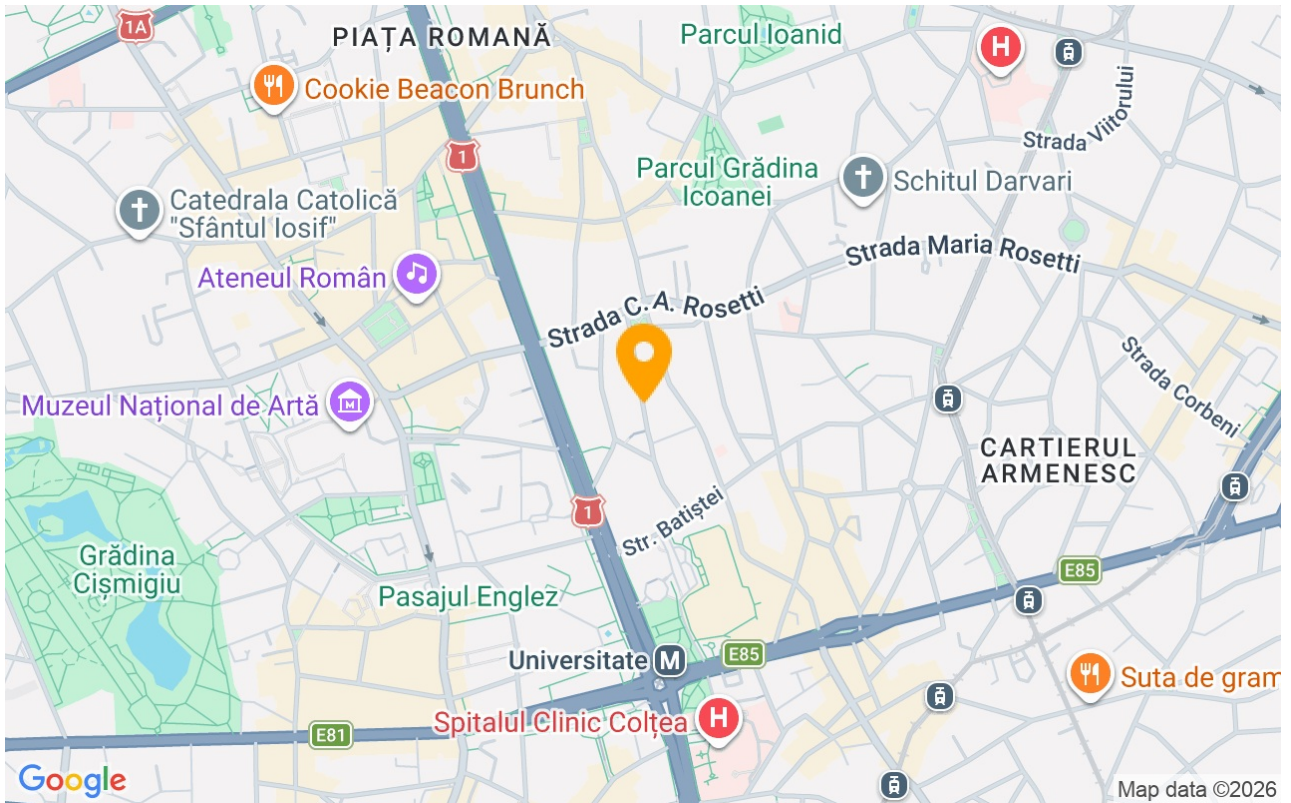 1A
PIAȚA ROMANĂ
Parcul Ioanid
H
Cookie Beacon Brunch
Strada Viitorului
1
Parcul Grădina
Icoanei
Schitul Darvari
Catedrala Catolică
"Sfântul Iosif"
Strada Maria Rosetti
Ateneul Român
Strada C. A. Rosetti
Strada Corbeni
Muzeul Național de Artă
M
CARTIERUL
ARMENESC
1
Str. Batiștei
Grădina
Cișmigiu
Pasajul Englez
E85
Universitate
M
E85
Suta de gram
Spitalul Clinic Colțea
H
E81
Google
Map data ©2026